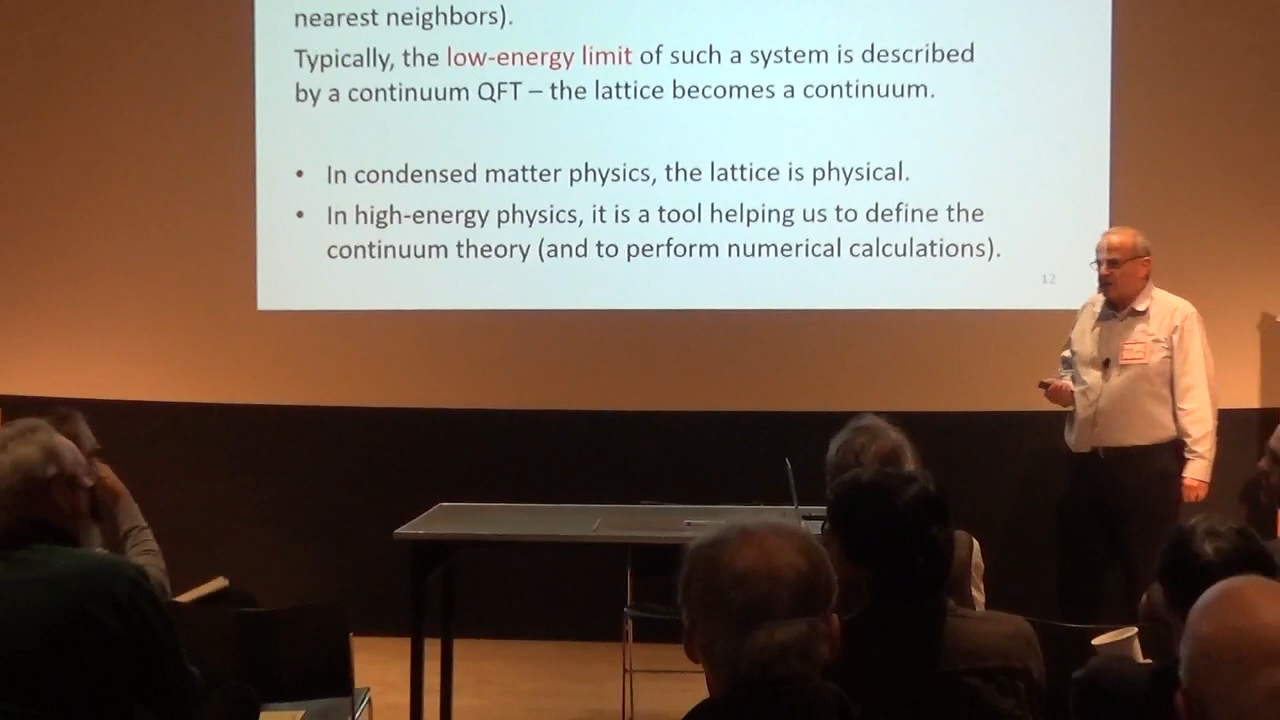 nearest neighbors).
Typically, the low-energy limit of such a system is described
by a continuum QFT – the lattice becomes a continuum.
• In condensed matter physics, the lattice is physical.
• In high-energy physics, it is a tool helping us to define the
continuum theory (and to perform numerical calculations).
12